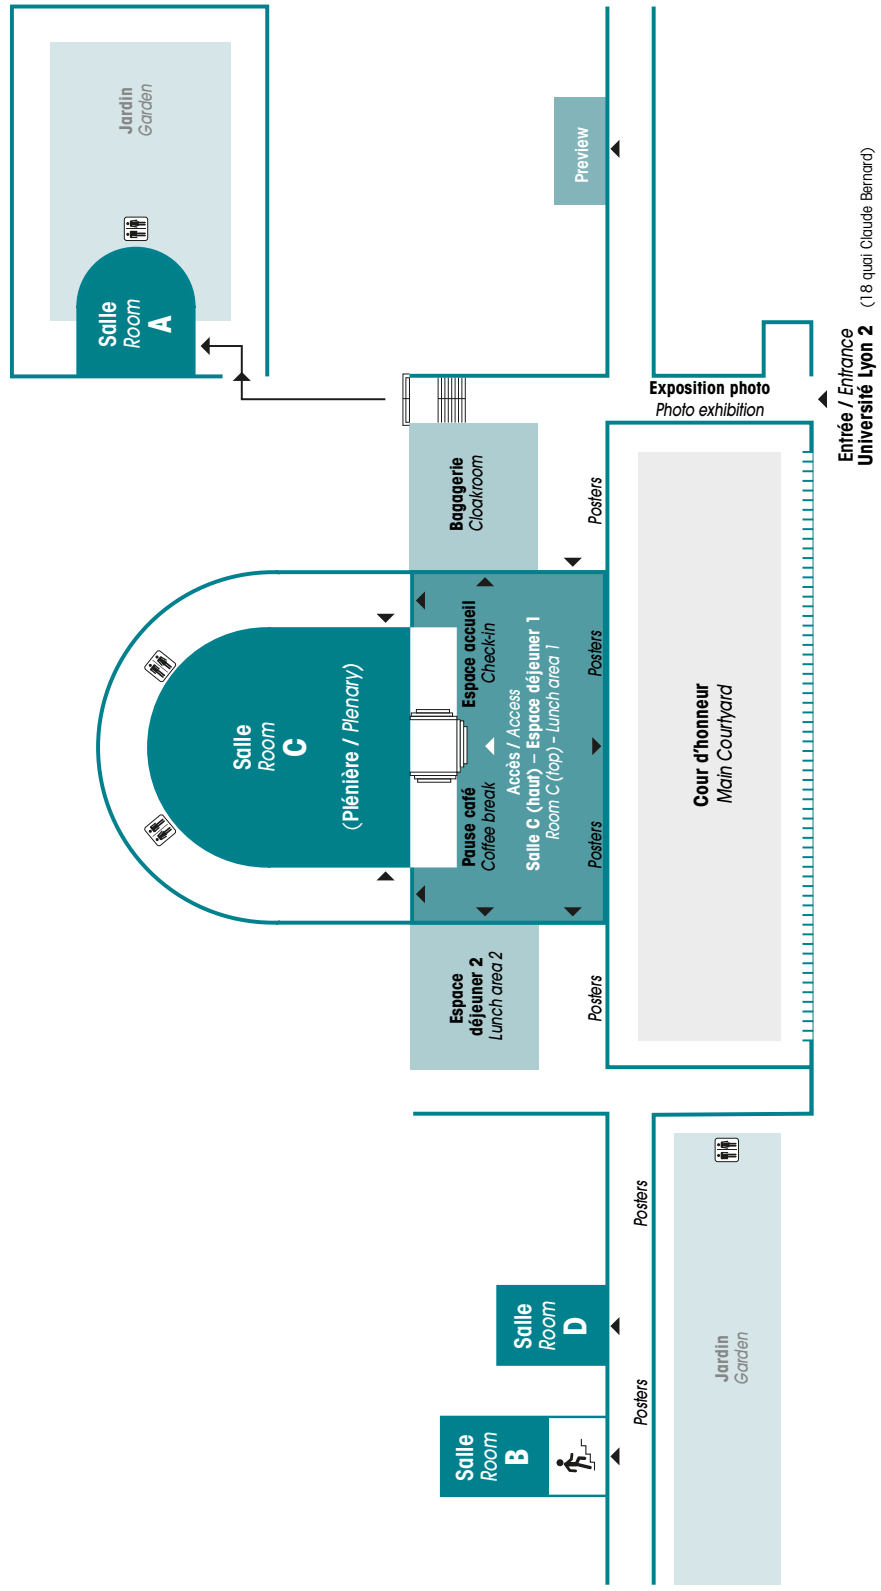 Jardin
Garden
Salle
Room
A
Preview
Exposition photo
Photo exhibition
Entrée / Entrance
Université Lyon 2 (18 quai Claude Bernard)
Bagagerie
Cloakroom
Posters
Salle
Room
C
(Plénière / Plenary)
Espace accueil
Check-in
Pause café
Coffee break
Accès / Access
Salle C (haut) – Espace déjeuner 1
Room C (top) - Lunch area 1
Posters
Posters
Cour d'honneur
Main Courtyard
Espace
déjeuner 2
Lunch area 2
Posters
Posters
Salle
Room
D
Posters
Salle
Room
B
Jardin
Garden